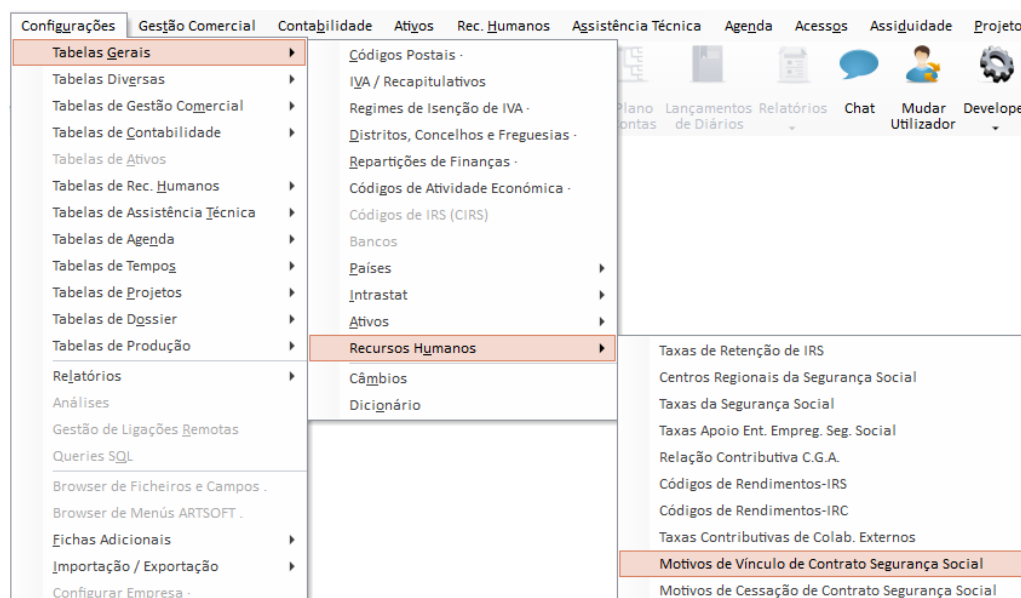 Configurações Gestão Comercial Contabilidade Ativos Rec. Humanos Assistência Técnica Agenda Acessos Assiduidade Projeto
Plano
ontas
Lançamentos
de Diários
Relatórios
Chat
Mudar
Utilizador
Develope
Tabelas Gerais
Tabelas Diversas
Tabelas de Gestão Comercial
Tabelas de Contabilidade
Tabelas de Ativos
Tabelas de Rec. Humanos
Tabelas de Assistência Técnica
Tabelas de Agenda
Tabelas de Tempos
Tabelas de Projetos
Tabelas de Dossier
Tabelas de Produção
Relatórios
Análises
Gestão de Ligações Remotas
Queries SQL
Browser de Ficheiros e Campos .
Browser de Menús ARTSOFT .
Fichas Adicionais
Importação / Exportação
Configurar Empresa ·
Códigos Postais ·
IVA / Recapitulativos
Regimes de Isenção de IVA ·
Distritos, Concelhos e Freguesias ·
Repartições de Finanças ·
Códigos de Atividade Económica ·
Códigos de IRS (CIRS)
Bancos
Países
Intrastat
Ativos
Recursos Humanos
Câmbios
Dicionário
Taxas de Retenção de IRS
Centros Regionais da Segurança Social
Taxas da Segurança Social
Taxas Apoio Ent. Empreg. Seg. Social
Relação Contributiva C.G.A.
Códigos de Rendimentos-IRS
Códigos de Rendimentos-IRC
Taxas Contributivas de Colab. Externos
Motivos de Vínculo de Contrato Segurança Social
Motivos de Cessação de Contrato Segurança Social